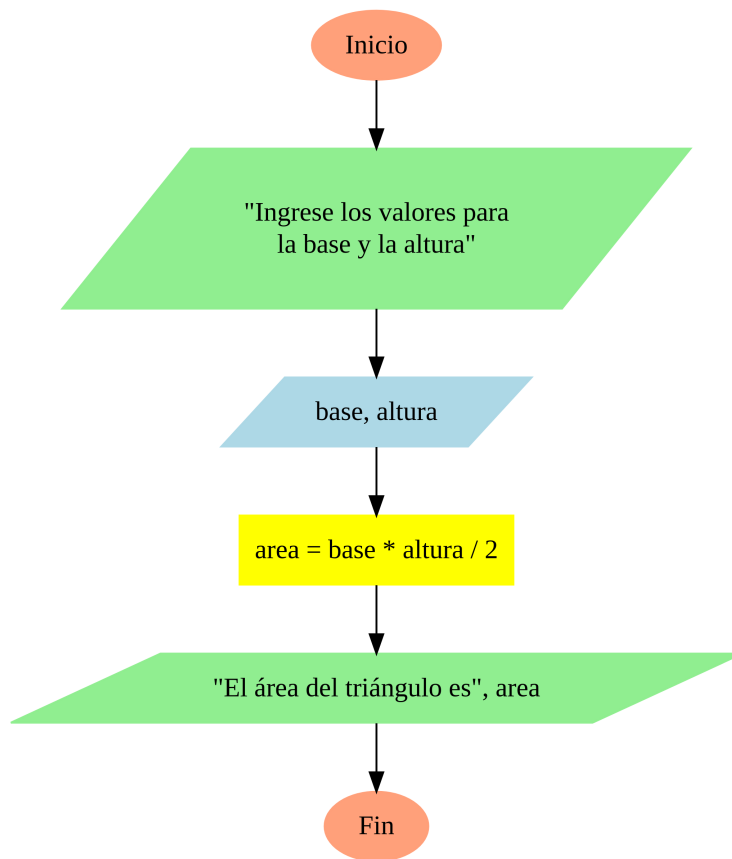 Inicio
"Ingrese los valores para
la base y la altura"
base, altura
area = base * altura / 2
"El área del triángulo es", area
Fin